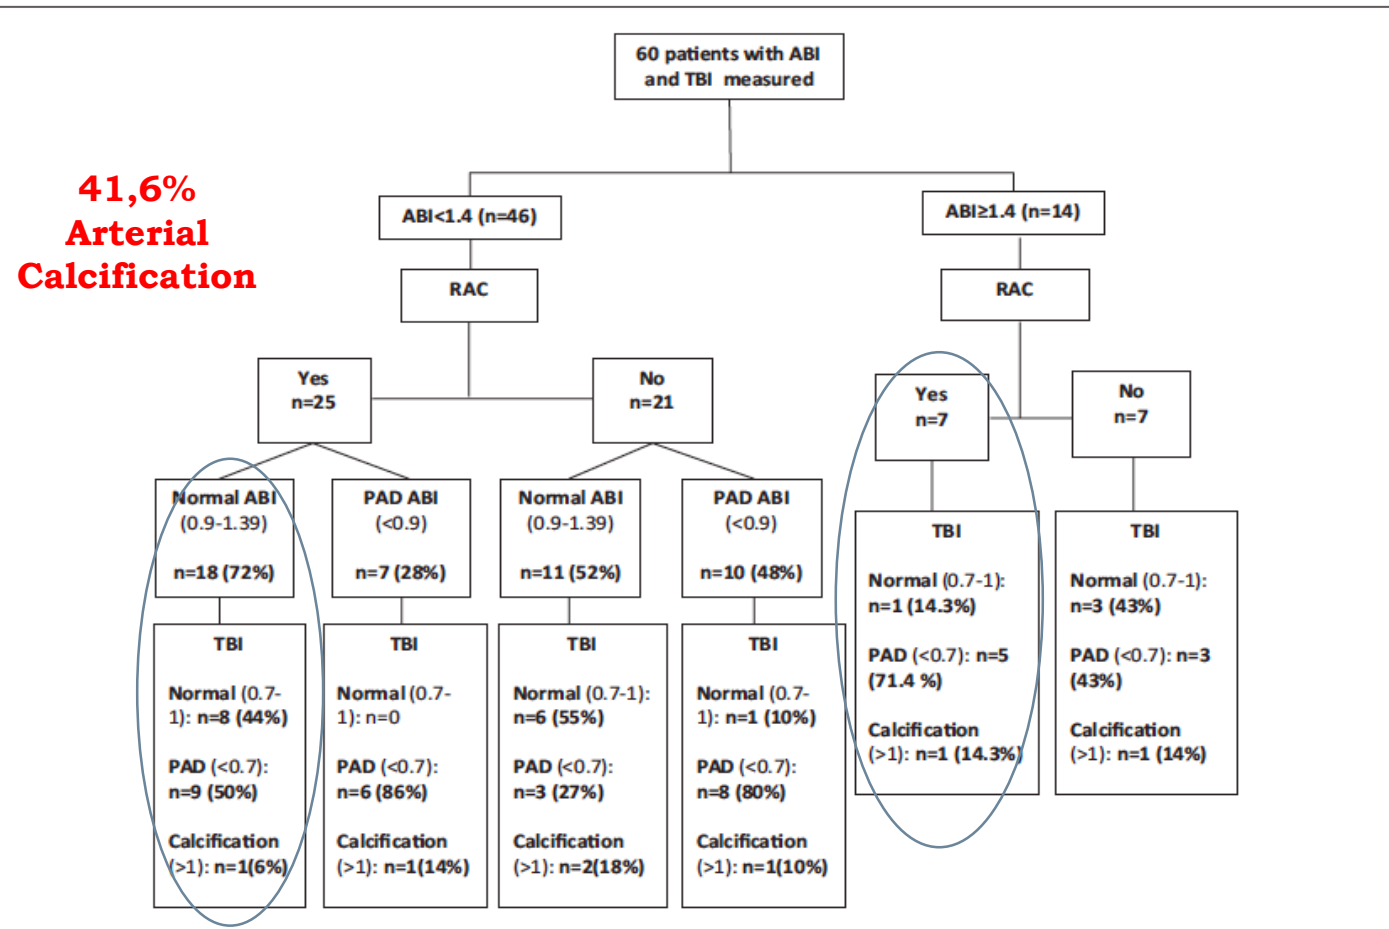 60 patients with ABI
and TBI measured
41,6%
Arterial
Calcification
ABI<1.4 (n=46)
ABI≥1.4 (n=14)
RAC
RAC
Yes
n=25
No
n=21
Yes
n=7
No
n=7
Normal ABI
(0.9-1.39)
n=18 (72%)
PAD ABI
(<0.9)
n=7 (28%)
Normal ABI
(0.9-1.39)
n=11 (52%)
PAD ABI
(<0.9)
n=10 (48%)
TBI
Normal (0.7-
1): n=8 (44%)
PAD (<0.7):
n=9 (50%)
Calcification
(>1): n=1(6%)
TBI
Normal (0.7-
1): n=0
PAD (<0.7):
n=6 (86%)
Calcification
(>1): n=1(14%)
TBI
Normal (0.7-1):
n=6 (55%)
PAD (<0.7):
n=3 (27%)
Calcification
(>1): n=2(18%)
TBI
Normal (0.7-
1): n=1 (10%)
PAD (<0.7):
n=8 (80%)
Calcification
(>1): n=1(10%)
TBI
Normal (0.7-1):
n=1 (14.3%)
PAD (<0.7): n=5
(71.4 %)
Calcification
(>1): n=1 (14.3%)
TBI
Normal (0.7-1):
n=3 (43%)
PAD (<0.7): n=3
(43%)
Calcification
(>1): n=1 (14%)